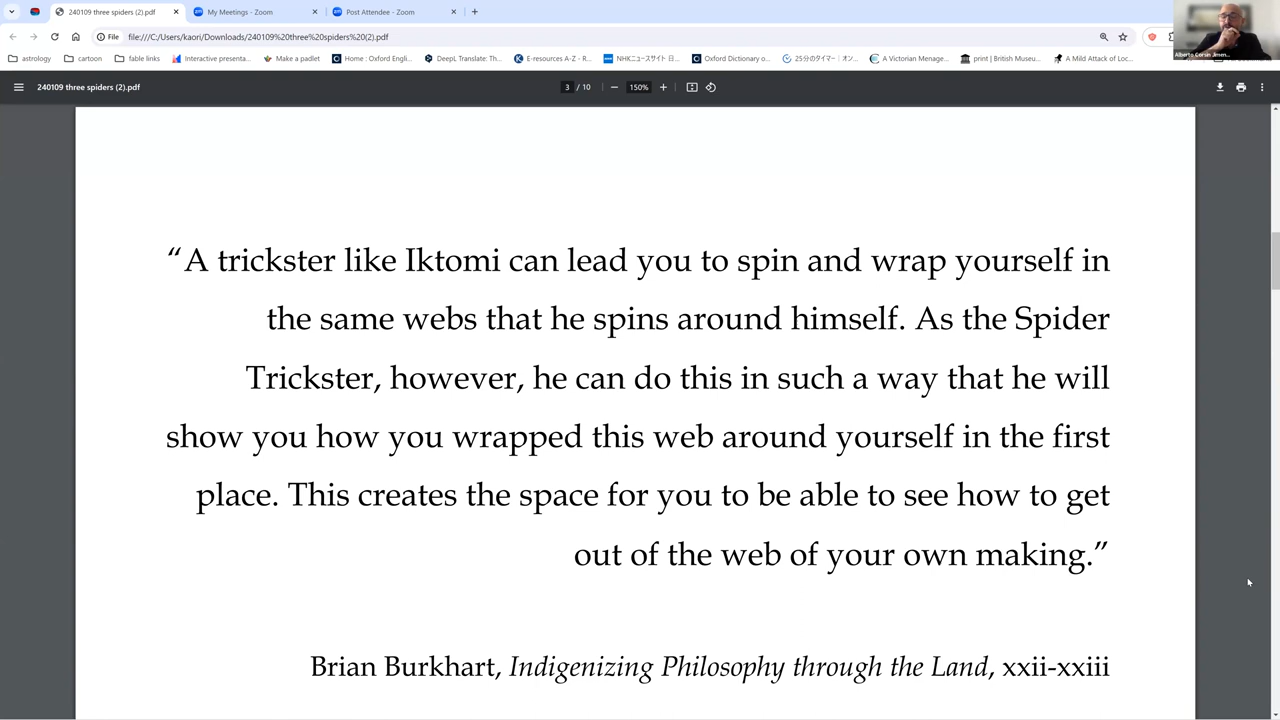 240109 three spiders (2).pdf
My Meetings - Zoom
Post Attendee - Zoom
File
file:///C:/Users/kaori/Downloads/240109%20three%20spiders%20(2).pdf
astrology
cartoon
fable links
Interactive presenta...
Make a padlet
Home : Oxford Engli...
DeepL Translate: T...
E-resources A-Z - R...
NHKニュースサイト 日...
Oxford Dictionary o...
25分のタイマー | オン...
A Victorian Menage...
print | British Museu...
A Mild Attack of Loc...
240109 three spiders (2).pdf
3 / 10
150%
“A trickster like Iktomi can lead you to spin and wrap yourself in
the same webs that he spins around himself. As the Spider
Trickster, however, he can do this in such a way that he will
show you how you wrapped this web around yourself in the first
place. This creates the space for you to be able to see how to get
out of the web of your own making.”
Brian Burkhart, Indigenizing Philosophy through the Land, xxii-xxiii